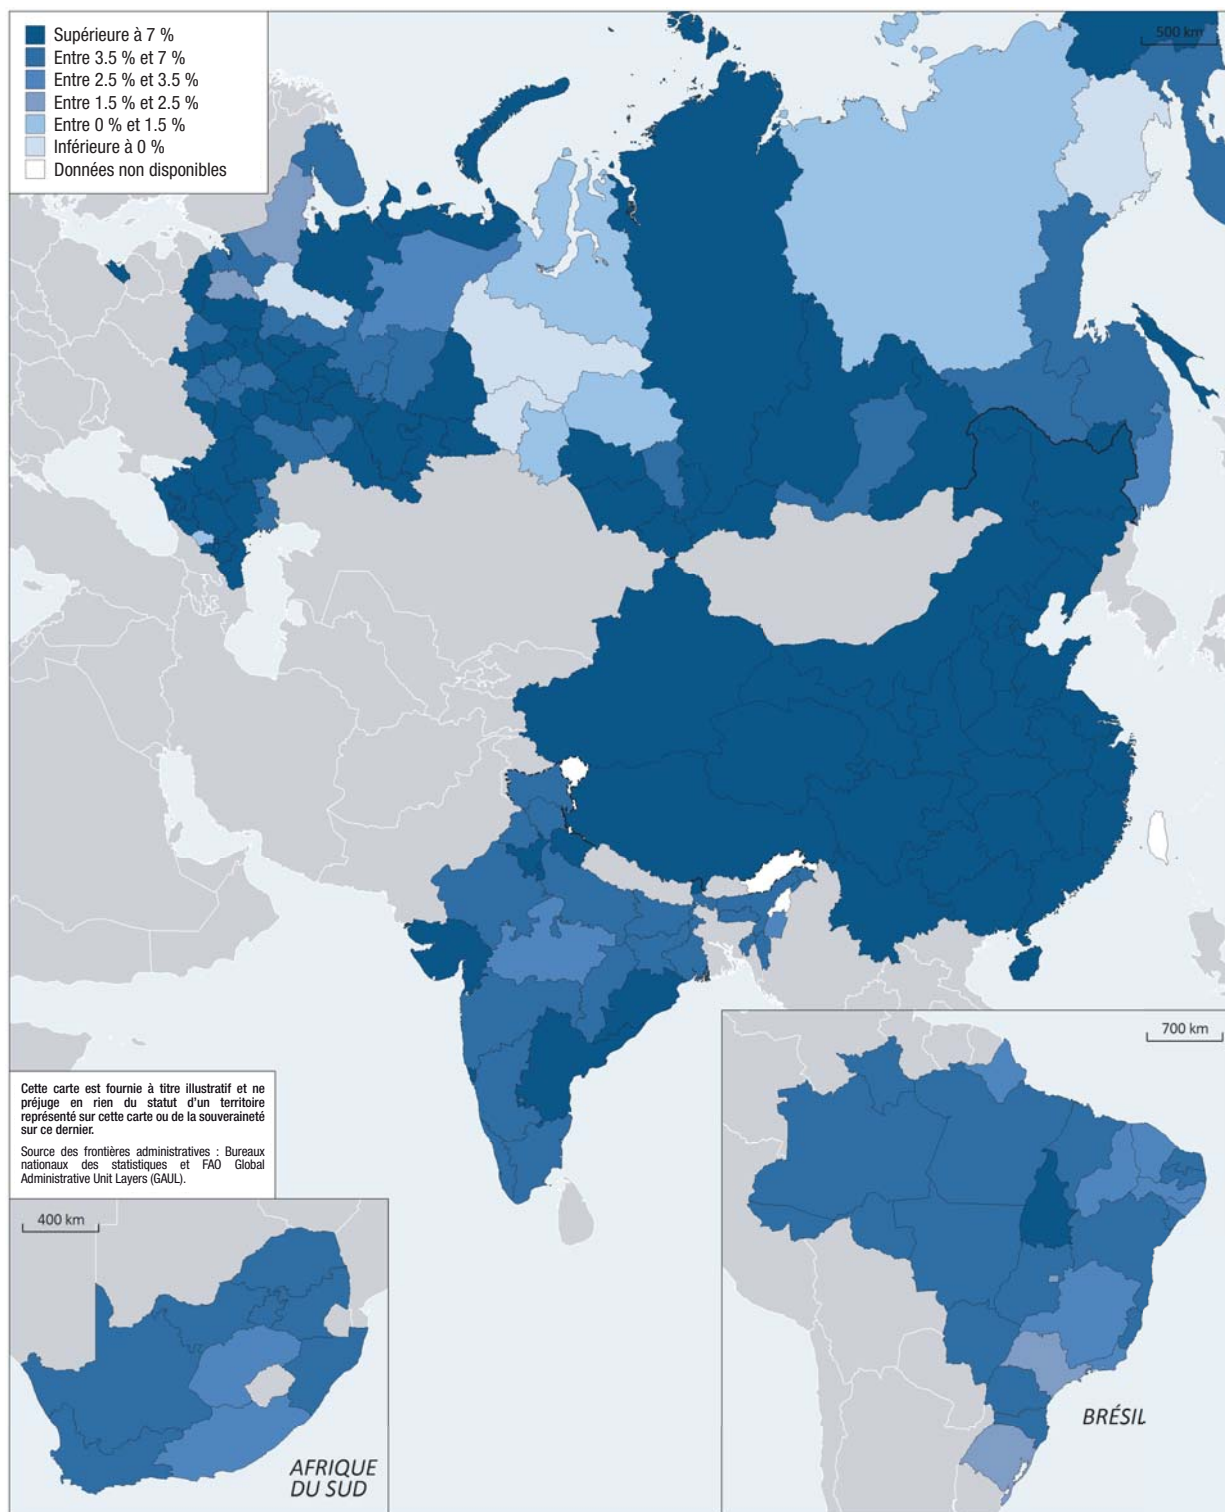 Supérieure à 7 %
Entre 3.5 % et 7 %
Entre 2.5 % et 3.5 %
Entre 1.5 % et 2.5 %
Entre 0 % et 1.5 %
Inférieure à 0 %
Données non disponibles
500 km
Cette carte est fournie à titre illustratif et ne
préjuge en rien du statut d'un territoire
représenté sur cette carte ou de la souveraineté
sur ce dernier.
Source des frontières administratives : Bureaux
nationaux des statistiques et FAO Global
Administrative Unit Layers (GAUL).
400 km
AFRIQUE
DU SUD
700 km
BRÉSIL